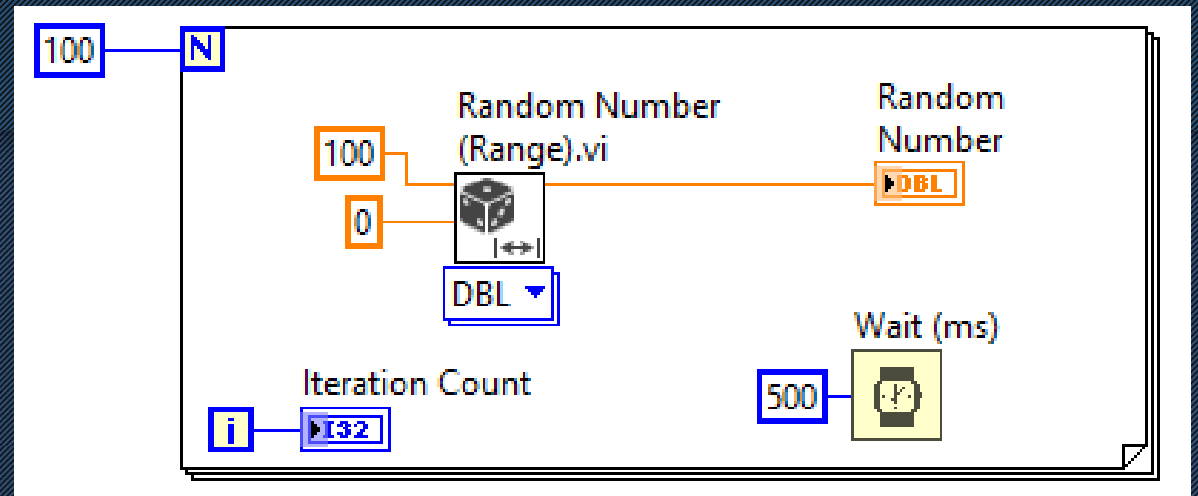 100
N
Random Number
(Range).vi
Random
Number
100
DBL
0
DBL
Wait (ms)
Iteration Count
500
i
I32